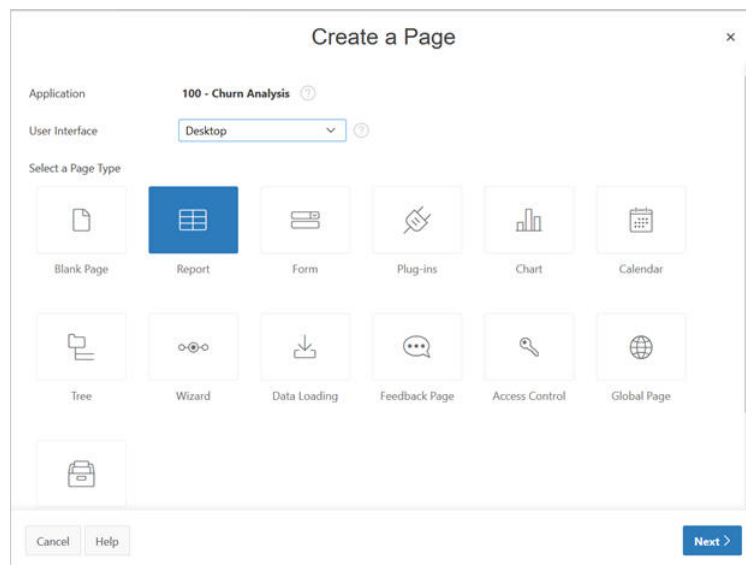 Create a Page
×
Application 100 - Churn Analysis ?
User Interface Desktop ?
Select a Page Type
Blank Page Report Form Plug-ins Chart Calendar
Tree Wizard Data Loading Feedback Page Access Control Global Page
Cancel Help Next >